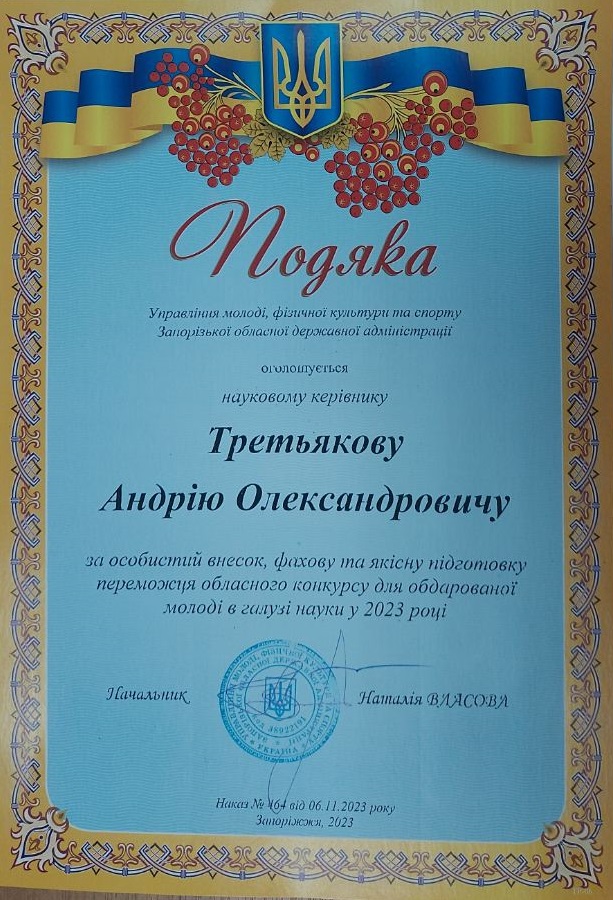 Подяка
Управління молоді, фізичної культури та спорту
Запорізької обласної державної адміністрації
оголошується
науковому керівнику
Третьякову
Андрію Олександровичу
за особистий внесок, фахову та якісну підготовку
переможця обласного конкурсу для обдарованої
молоді в галузі науки у 2023 році
Начальник
Наталія ВЛАСОВА
Наказ № 464 від 06.11.2023 року
Запоріжжя, 2023